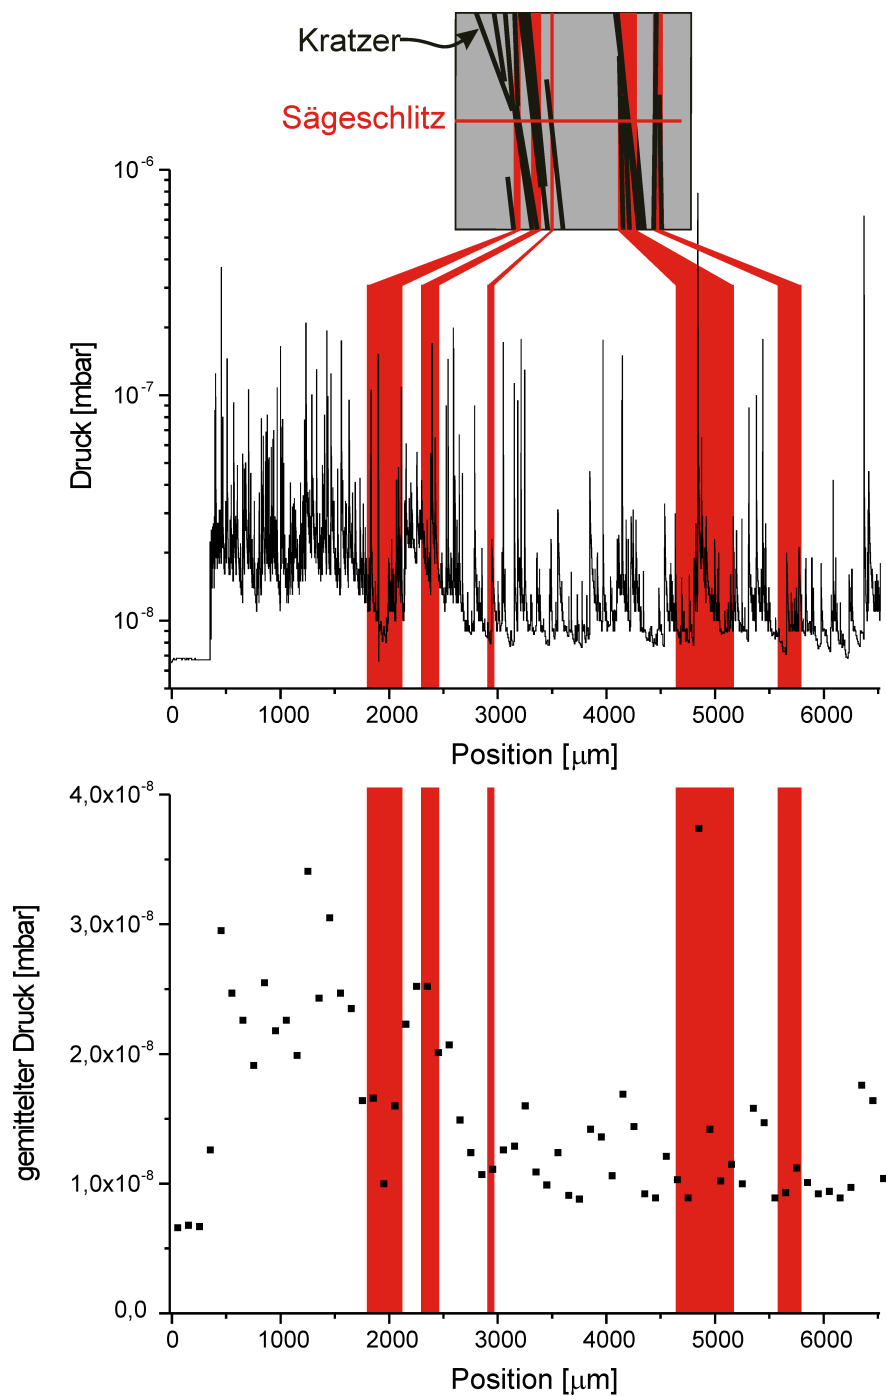 Kratzer
Sägeschlitz
10-6
10-7
10-8
Druck [mbar]
0 1000 2000 3000 4000 5000 6000
Position [μm]
4,0x10-8
3,0x10-8
2,0x10-8
1,0x10-8
0,0
gemittelter Druck [mbar]
0 1000 2000 3000 4000 5000 6000
Position [μm]